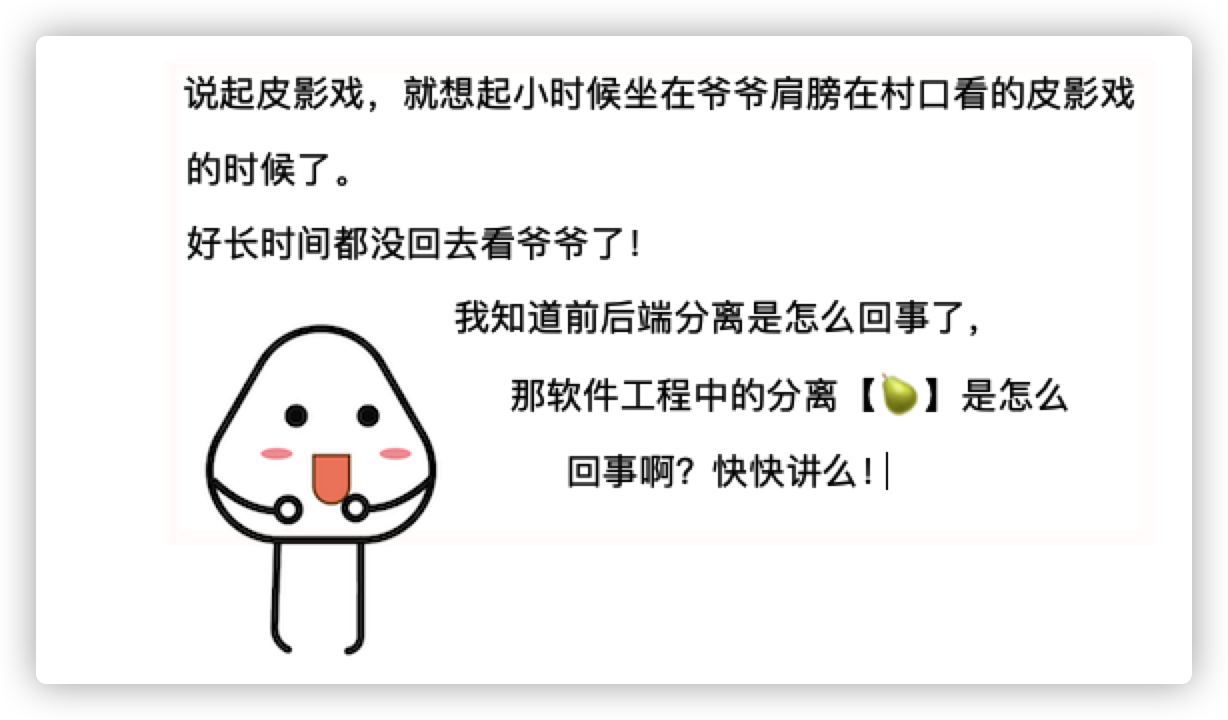 说起皮影戏，就想起小时候坐在爷爷肩膀在村口看的皮影戏
的时候了。
好长时间都没回去看爷爷了！
我知道前后端分离是怎么回事了，
那软件工程中的分离【🍐】是怎么
回事啊？快快讲么！